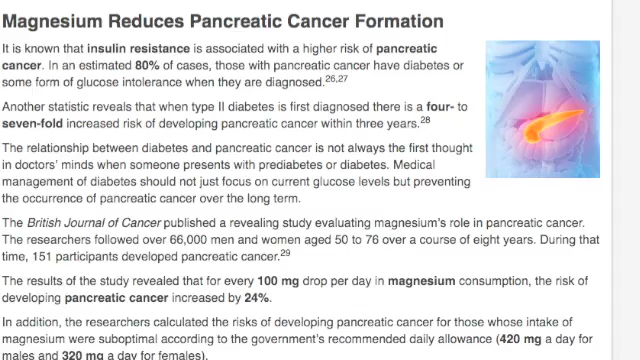 Magnesium Reduces Pancreatic Cancer Formation
It is known that insulin resistance is associated with a higher risk of pancreatic
cancer. In an estimated 80% of cases, those with pancreatic cancer have diabetes or
some form of glucose intolerance when they are diagnosed.26,27
Another statistic reveals that when type II diabetes is first diagnosed there is a four- to
seven-fold increased risk of developing pancreatic cancer within three years.28
The relationship between diabetes and pancreatic cancer is not always the first thought
in doctors' minds when someone presents with prediabetes or diabetes. Medical
management of diabetes should not just focus on current glucose levels but preventing
the occurrence of pancreatic cancer over the long term.
The British Journal of Cancer published a revealing study evaluating magnesium's role in pancreatic cancer.
The researchers followed over 66,000 men and women aged 50 to 76 over a course of eight years. During that
time, 151 participants developed pancreatic cancer.29
The results of the study revealed that for every 100 mg drop per day in magnesium consumption, the risk of
developing pancreatic cancer increased by 24%.
In addition, the researchers calculated the risks of developing pancreatic cancer for those whose intake of
magnesium were suboptimal according to the government's recommended daily allowance (420 mg a day for
males and 320 mg a day for females).